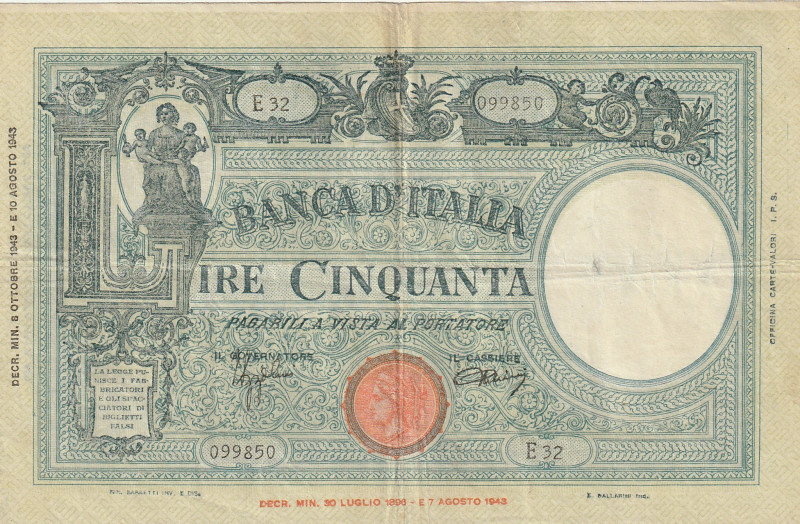 E 32
099850
BANCA D'ITALIA
LIRE CINQUANTA
PAGABILI A VISTA AL PORTATORE
IL GOVERNATORE
IL CASSIERE
LA LEGGE PU-
NISCE I FAB-
BRICATORI
E GLI SPAC-
CIATORI DI
BIGLIETTI
FALSI
099850
E 32
DECR. MIN. 30 LUGLIO 1896 - E 7 AGOSTO 1943
DECR. MIN. 8 OTTOBRE 1943 - E 10 AGOSTO 1943
OFFICINA CARTE-VALORI I. P. S.